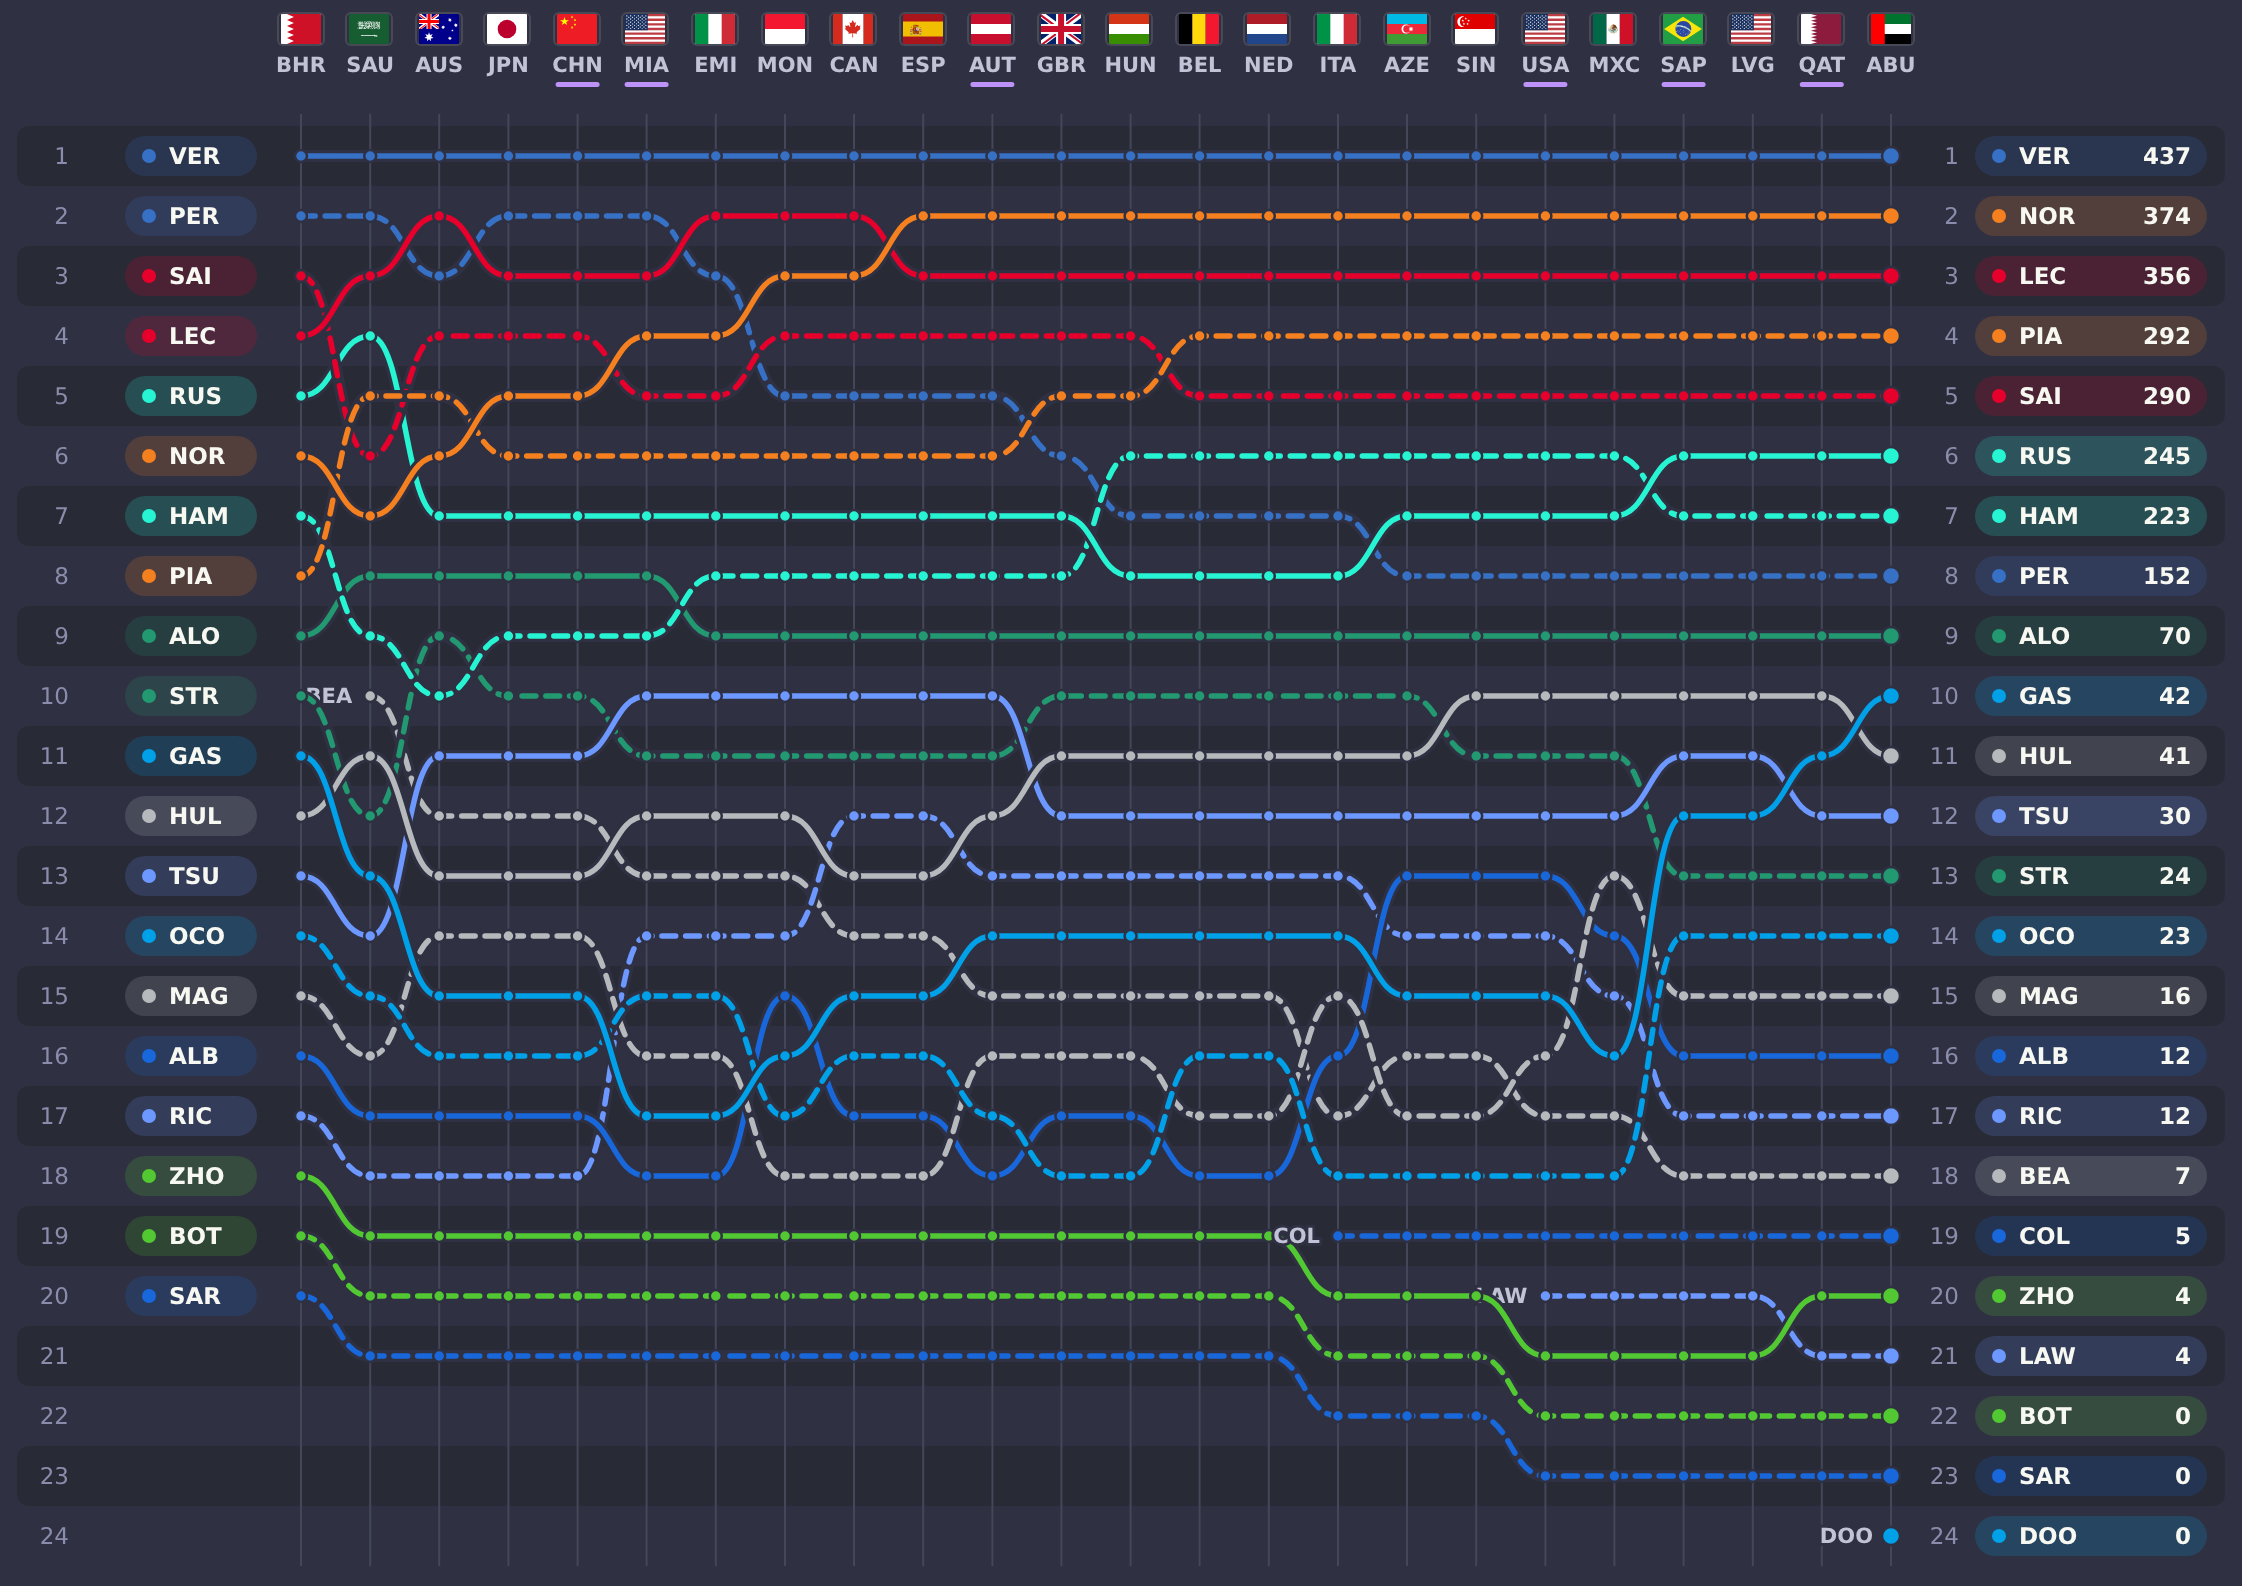 BHR SAU AUS JPN CHN MIA EMI MON CAN ESP AUT GBR HUN BEL NED ITA AZE SIN USA MXC SAP LVG QAT ABU
1 VER 1 VER 437
2 PER 2 NOR 374
3 SAI 3 LEC 356
4 LEC 4 PIA 292
5 RUS 5 SAI 290
6 NOR 6 RUS 245
7 HAM 7 HAM 223
8 PIA 8 PER 152
9 ALO 9 ALO 70
10 STR BEA 10 GAS 42
11 GAS 11 HUL 41
12 HUL 12 TSU 30
13 TSU 13 STR 24
14 OCO 14 OCO 23
15 MAG 15 MAG 16
16 ALB 16 ALB 12
17 RIC 17 RIC 12
18 ZHO 18 BEA 7
19 BOT COL 19 COL 5
20 SAR LAW 20 ZHO 4
21 21 LAW 4
22 22 BOT 0
23 23 SAR 0
24 DOO 24 DOO 0